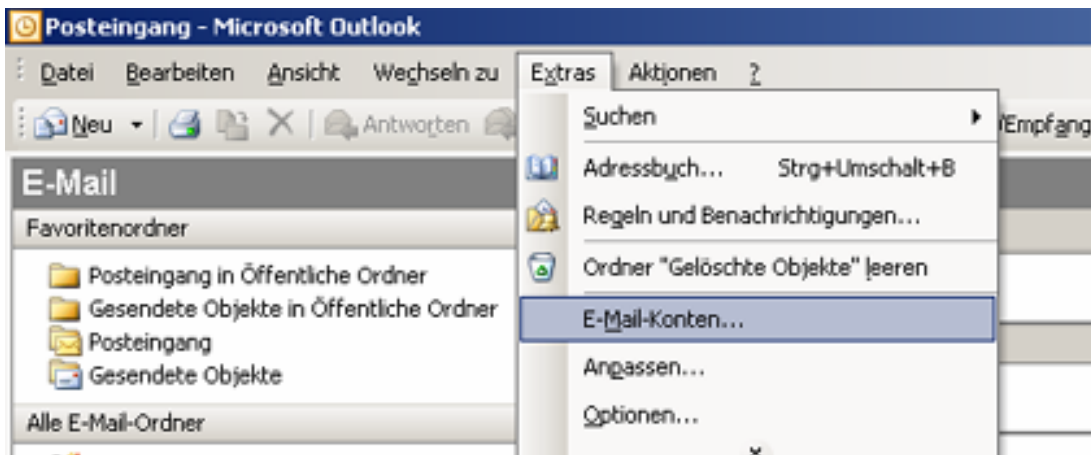 Posteingang - Microsoft Outlook
Datei Bearbeiten Ansicht Wechseln zu Extras Aktionen ?
Neu Antworten /Empfang
Suchen
E-Mail
Adressbuch... Strg+Umschalt+B
Favoritenordner
Regeln und Benachrichtigungen...
Posteingang in Öffentliche Ordner
Ordner "Gelöschte Objekte" leeren
Gesendete Objekte in Öffentliche Ordner
E-Mail-Konten...
Posteingang
Gesendete Objekte
Anpassen...
Alle E-Mail-Ordner
Optionen...